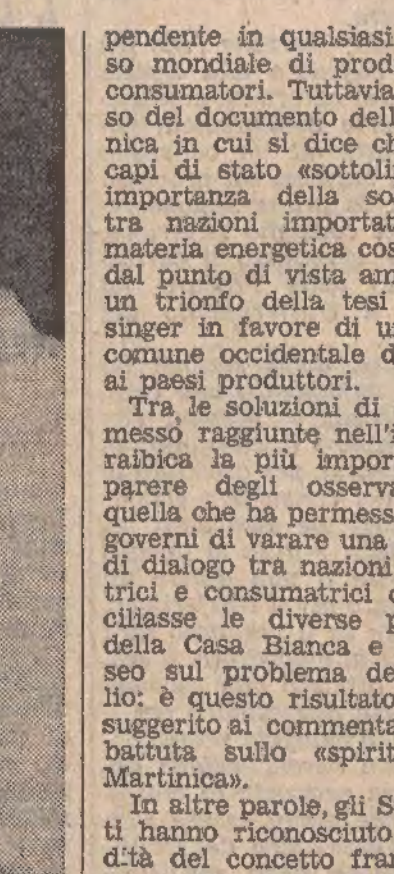 pendente in qualsiasi
so mondiale di prod
consumatori. Tuttavia
so del documento dell
nica in cui si dice ch
capi di stato «sottoli
importanza della so
tra nazioni importat
materia energetica cos
dal punto di vista am
un trionfo della tesi
singer in favore di u
comune occidentale d
ai paesi produttori.
Tra le soluzioni di
messo raggiunte nell'i
raibica la più impor
parere degli osserva
quella che ha permess
governi di varare una
di dialogo tra nazioni
trici e consumatrici c
ciliasse le diverse p
della Casa Bianca e
seo sul problema de
lio: è questo risultato
suggerito ai commenta
battuta sullo «spirit
Martinica».
In altre parole, gli S
ti hanno riconosciuto
dità del concetto fran